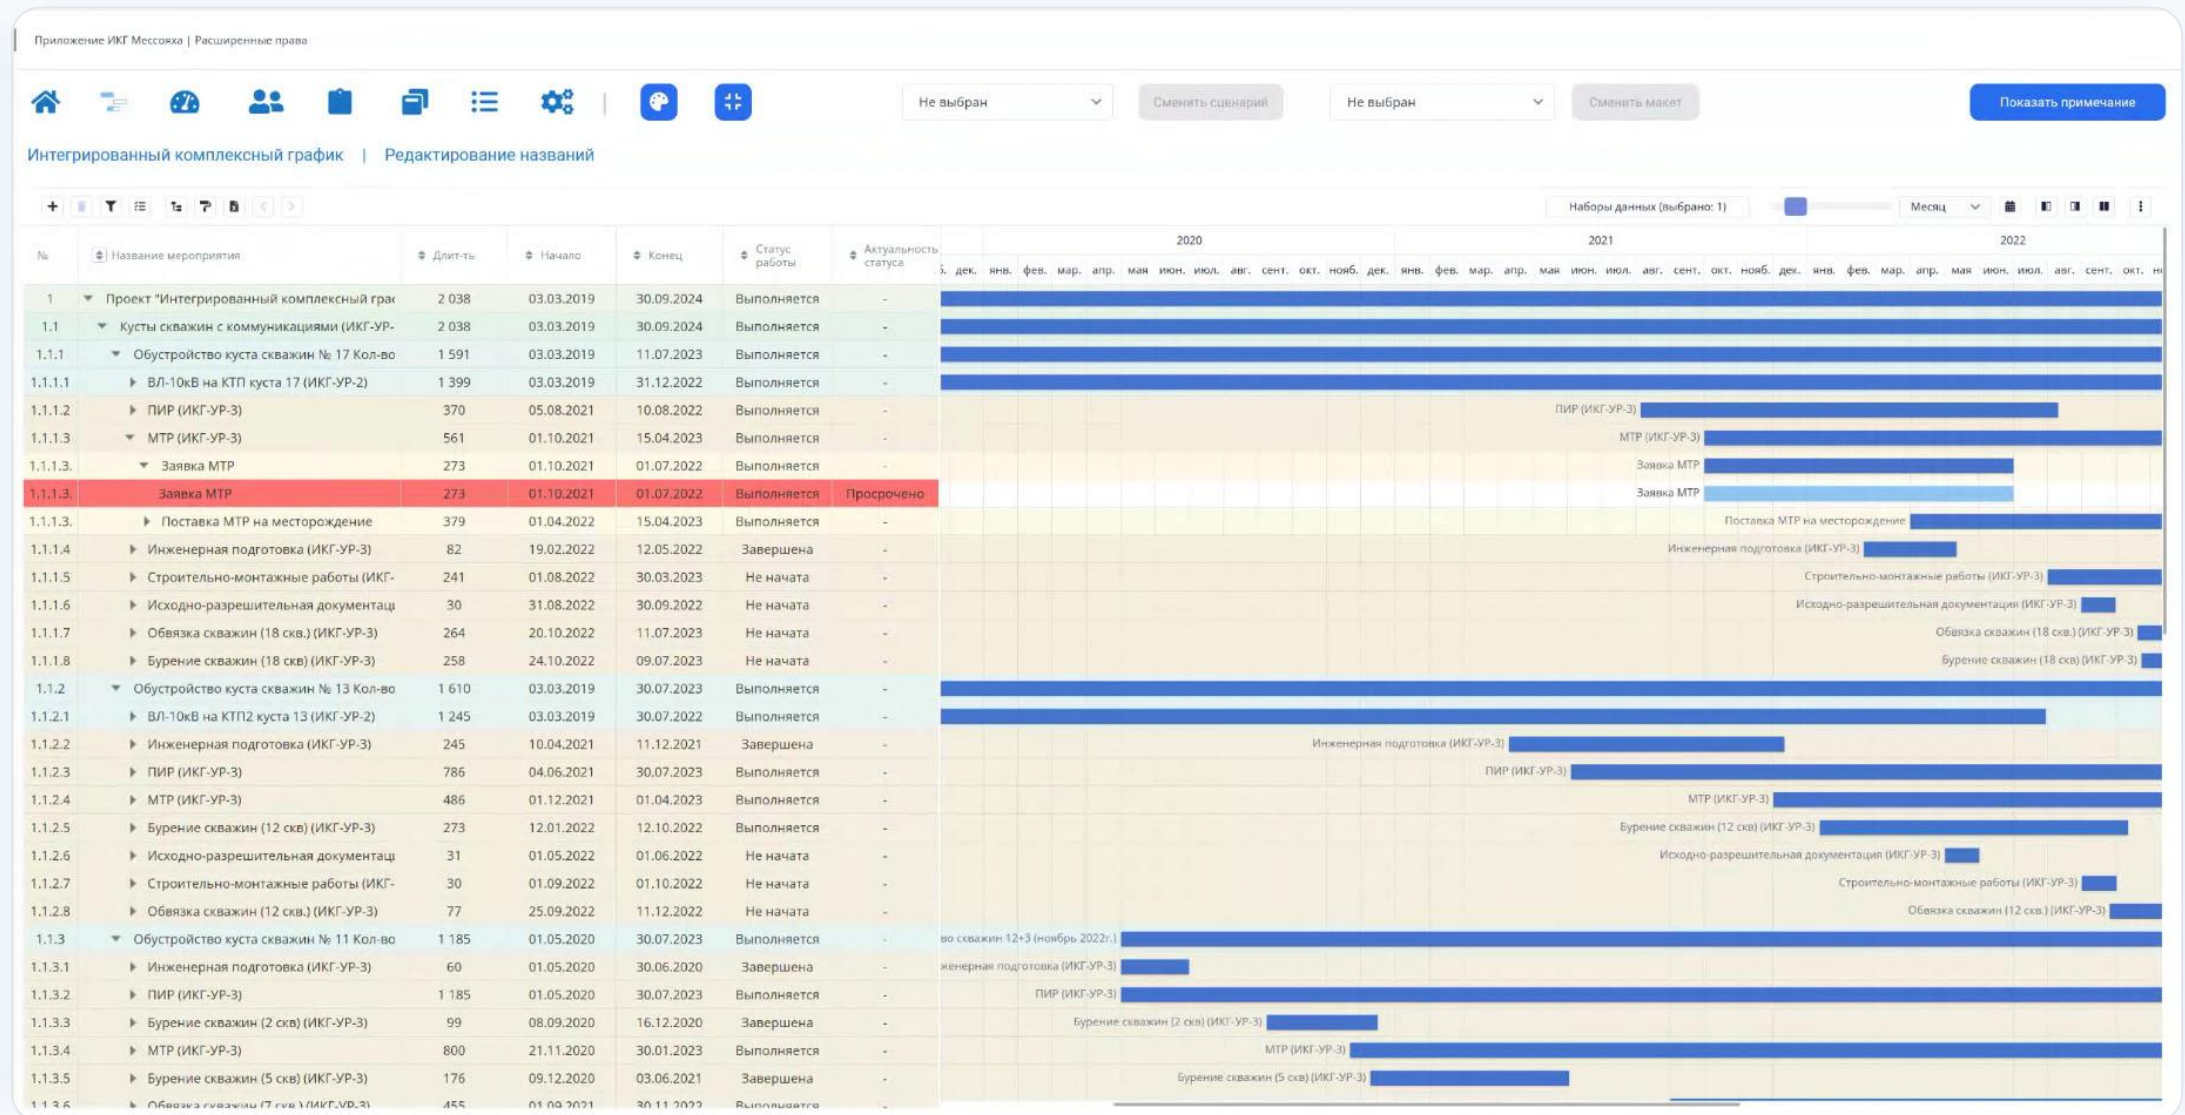 Приложение ИКГ Мессояха | Расширенные права
Не выбран Сменить сценарий Не выбран Сменить макет Показать примечание
Интегрированный комплексный график | Редактирование названий
Наборы данных (выбрано: 1) Месяц
№ Название мероприятия Длит-ть Начало Конец Статус работы Актуальность статуса
2020 2021 2022
дек. янв. фев. мар. апр. мая июн. июл. авг. сент. окт. нояб. дек. янв. фев. мар. апр. мая июн. июл. авг. сент. окт. нояб. дек. янв. фев. мар. апр. мая июн. июл. авг. сент. окт.
1 Проект "Интегрированный комплексный гра 2 038 03.03.2019 30.09.2024 Выполняется -
1.1 Кусты скважин с коммуникациями (ИКГ-УР- 2 038 03.03.2019 30.09.2024 Выполняется -
1.1.1 Обустройство куста скважин № 17 Кол-во 1 591 03.03.2019 11.07.2023 Выполняется -
1.1.1.1 ВЛ-10кВ на КТП куста 17 (ИКГ-УР-2) 1 399 03.03.2019 31.12.2022 Выполняется -
1.1.1.2 ПИР (ИКГ-УР-3) 370 05.08.2021 10.08.2022 Выполняется - ПИР (ИКГ-УР-3)
1.1.1.3 МТР (ИКГ-УР-3) 561 01.10.2021 15.04.2023 Выполняется - МТР (ИКГ-УР-3)
1.1.1.3. Заявка МТР 273 01.10.2021 01.07.2022 Выполняется - Заявка МТР
1.1.1.3. Заявка МТР 273 01.10.2021 01.07.2022 Выполняется Просрочено Заявка МТР
1.1.1.3. Поставка МТР на месторождение 379 01.04.2022 15.04.2023 Выполняется - Поставка МТР на месторождение
1.1.1.4 Инженерная подготовка (ИКГ-УР-3) 82 19.02.2022 12.05.2022 Завершена - Инженерная подготовка (ИКГ-УР-3)
1.1.1.5 Строительно-монтажные работы (ИКГ- 241 01.08.2022 30.03.2023 Не начата - Строительно-монтажные работы (ИКГ-УР-3)
1.1.1.6 Исходно-разрешительная документац 30 31.08.2022 30.09.2022 Не начата - Исходно-разрешительная документация (ИКГ-УР-3)
1.1.1.7 Обвязка скважин (18 скв.) (ИКГ-УР-3) 264 20.10.2022 11.07.2023 Не начата - Обвязка скважин (18 скв.) (ИКГ-УР-3)
1.1.1.8 Бурение скважин (18 скв) (ИКГ-УР-3) 258 24.10.2022 09.07.2023 Не начата - Бурение скважин (18 скв) (ИКГ-УР-3)
1.1.2 Обустройство куста скважин № 13 Кол-во 1 610 03.03.2019 30.07.2023 Выполняется -
1.1.2.1 ВЛ-10кВ на КТП2 куста 13 (ИКГ-УР-2) 1 245 03.03.2019 30.07.2022 Выполняется -
1.1.2.2 Инженерная подготовка (ИКГ-УР-3) 245 10.04.2021 11.12.2021 Завершена - Инженерная подготовка (ИКГ-УР-3)
1.1.2.3 ПИР (ИКГ-УР-3) 786 04.06.2021 30.07.2023 Выполняется - ПИР (ИКГ-УР-3)
1.1.2.4 МТР (ИКГ-УР-3) 486 01.12.2021 01.04.2023 Выполняется - МТР (ИКГ-УР-3)
1.1.2.5 Бурение скважин (12 скв) (ИКГ-УР-3) 273 12.01.2022 12.10.2022 Выполняется - Бурение скважин (12 скв) (ИКГ-УР-3)
1.1.2.6 Исходно-разрешительная документац 31 01.05.2022 01.06.2022 Не начата - Исходно-разрешительная документация (ИКГ-УР-3)
1.1.2.7 Строительно-монтажные работы (ИКГ- 30 01.09.2022 01.10.2022 Не начата - Строительно-монтажные работы (ИКГ-УР-3)
1.1.2.8 Обвязка скважин (12 скв.) (ИКГ-УР-3) 77 25.09.2022 11.12.2022 Не начата - Обвязка скважин (12 скв.) (ИКГ-УР-3)
1.1.3 Обустройство куста скважин № 11 Кол-во 1 185 01.05.2020 30.07.2023 Выполняется - во скважин 12+3 (ноябрь 2022г.)
1.1.3.1 Инженерная подготовка (ИКГ-УР-3) 60 01.05.2020 30.06.2020 Завершена - женерная подготовка (ИКГ-УР-3)
1.1.3.2 ПИР (ИКГ-УР-3) 1 185 01.05.2020 30.07.2023 Выполняется - ПИР (ИКГ-УР-3)
1.1.3.3 Бурение скважин (2 скв) (ИКГ-УР-3) 99 08.09.2020 16.12.2020 Завершена - Бурение скважин (2 скв) (ИКГ-УР-3)
1.1.3.4 МТР (ИКГ-УР-3) 800 21.11.2020 30.01.2023 Выполняется - МТР (ИКГ-УР-3)
1.1.3.5 Бурение скважин (5 скв) (ИКГ-УР-3) 176 09.12.2020 03.06.2021 Завершена - Бурение скважин (5 скв) (ИКГ-УР-3)
1.1.3.6 Обвязка скважин (7 скв.) (ИКГ-УР-3) 455 01.09.2021 30.11.2022 Выполняется